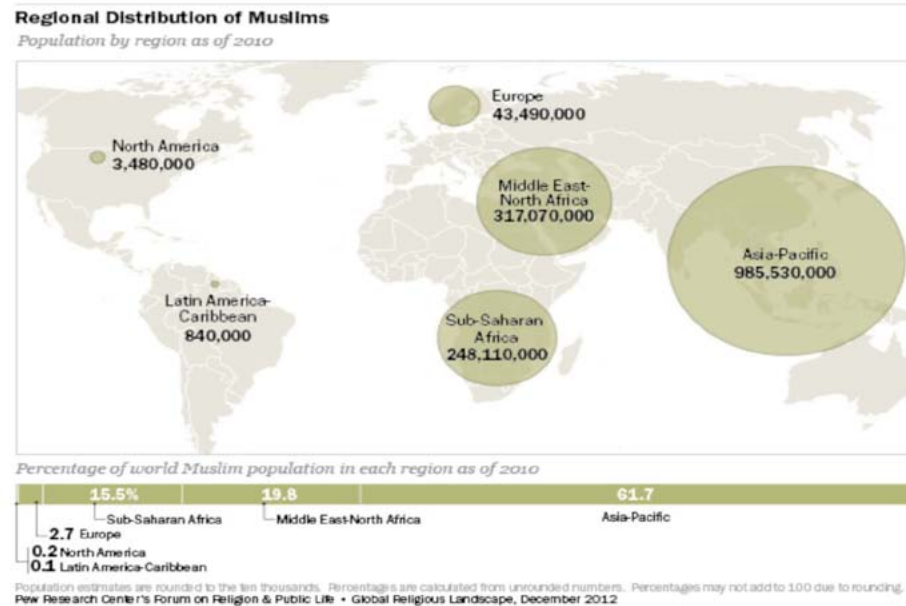 Regional Distribution of Muslims
Population by region as of 2010
Europe
43,490,000
North America
3,480,000
Middle East-
North Africa
317,070,000
Asia-Pacific
985,530,000
Latin America-
Caribbean
840,000
Sub-Saharan
Africa
248,110,000
Percentage of world Muslim population in each region as of 2010
15.5% 19.8 61.7
Sub-Saharan Africa Middle East-North Africa Asia-Pacific
2.7 Europe
0.2 North America
0.1 Latin America-Caribbean
Population estimates are rounded to the ten thousands. Percentages are calculated from unrounded numbers. Percentages may not add to 100 due to rounding.
Pew Research Center's Forum on Religion & Public Life • Global Religious Landscape, December 2012